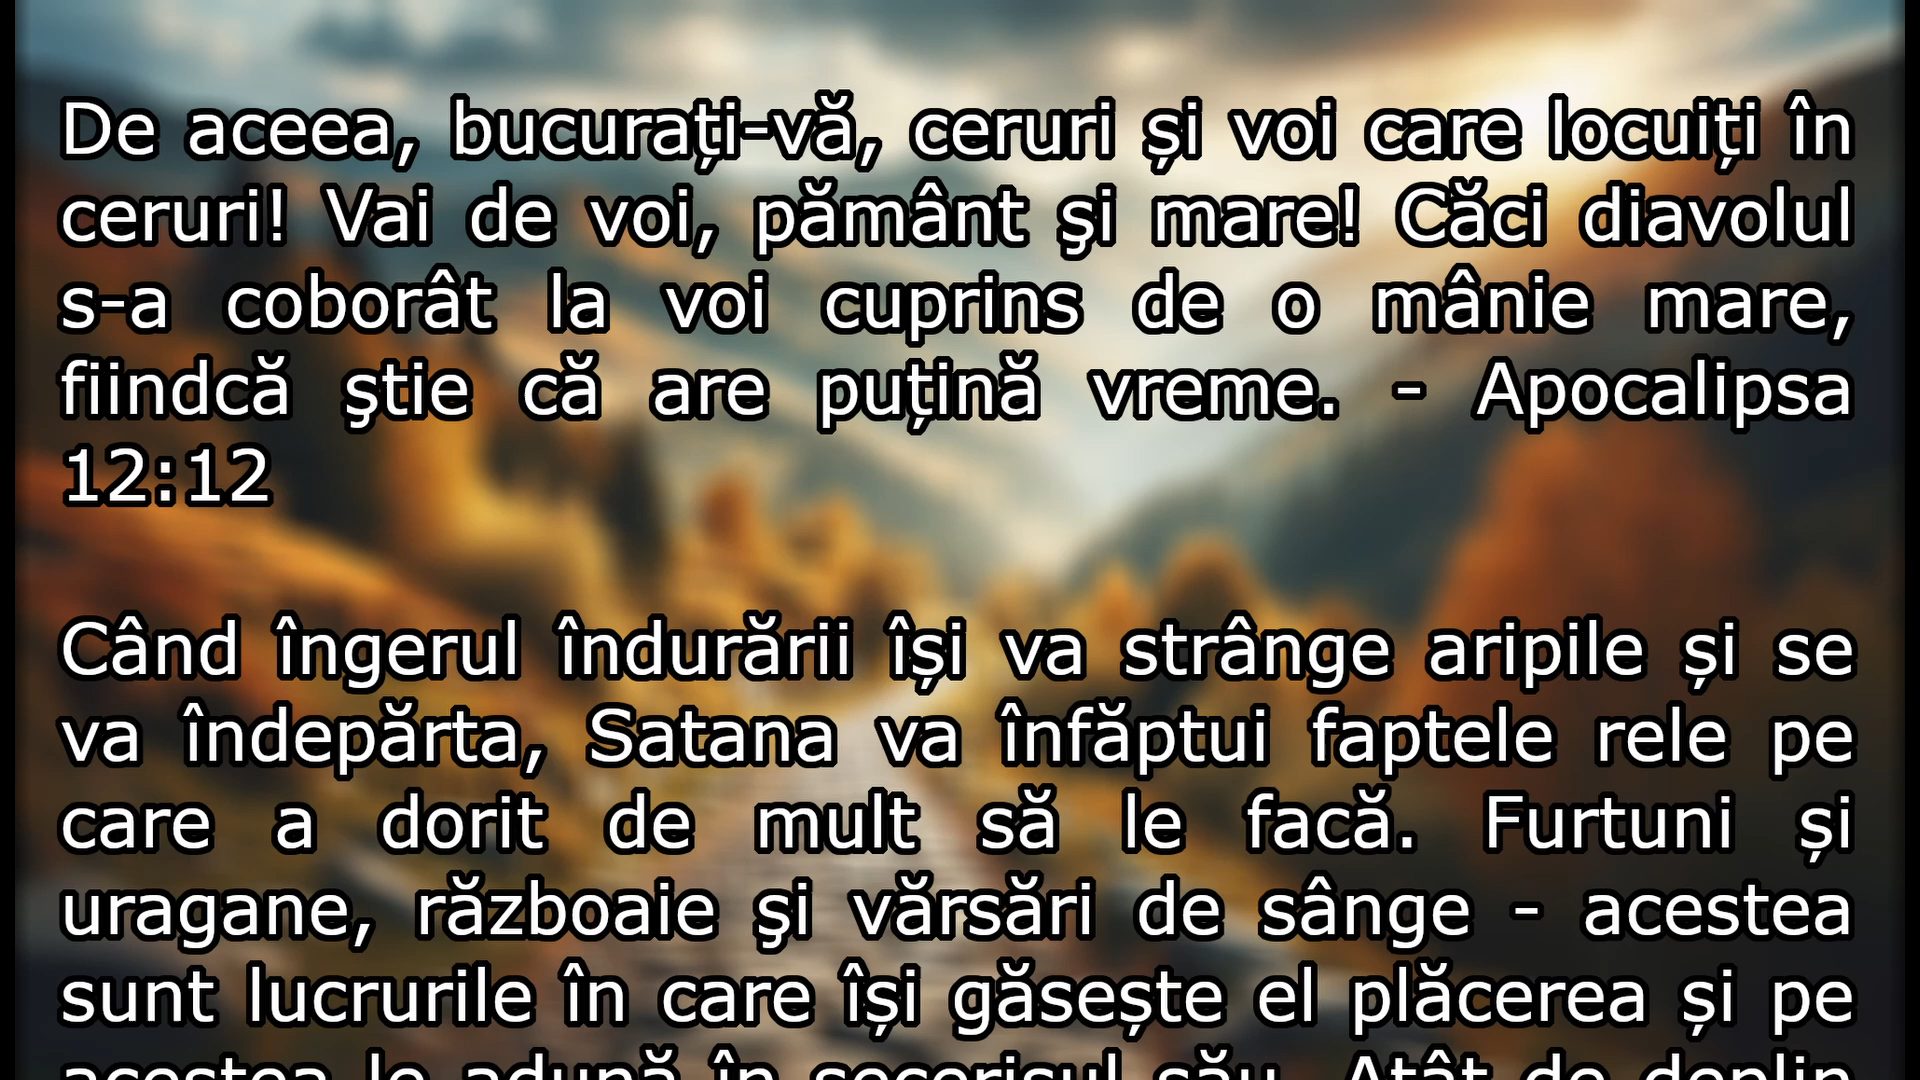 De aceea, bucurați-vă, ceruri și voi care locuiți în
ceruri! Vai de voi, pământ şi mare! Căci diavolul
s-a coborât la voi cuprins de o mânie mare,
fiindcă ştie că are puțină vreme. - Apocalipsa
12:12
Când îngerul îndurării își va strânge aripile și se
va îndepărta, Satana va înfăptui faptele rele pe
care a dorit de mult să le facă. Furtuni și
uragane, războaie şi vărsări de sânge - acestea
sunt lucrurile în care își găsește el plăcerea și pe
acestea le adună în secerișul său. Atât de deplin